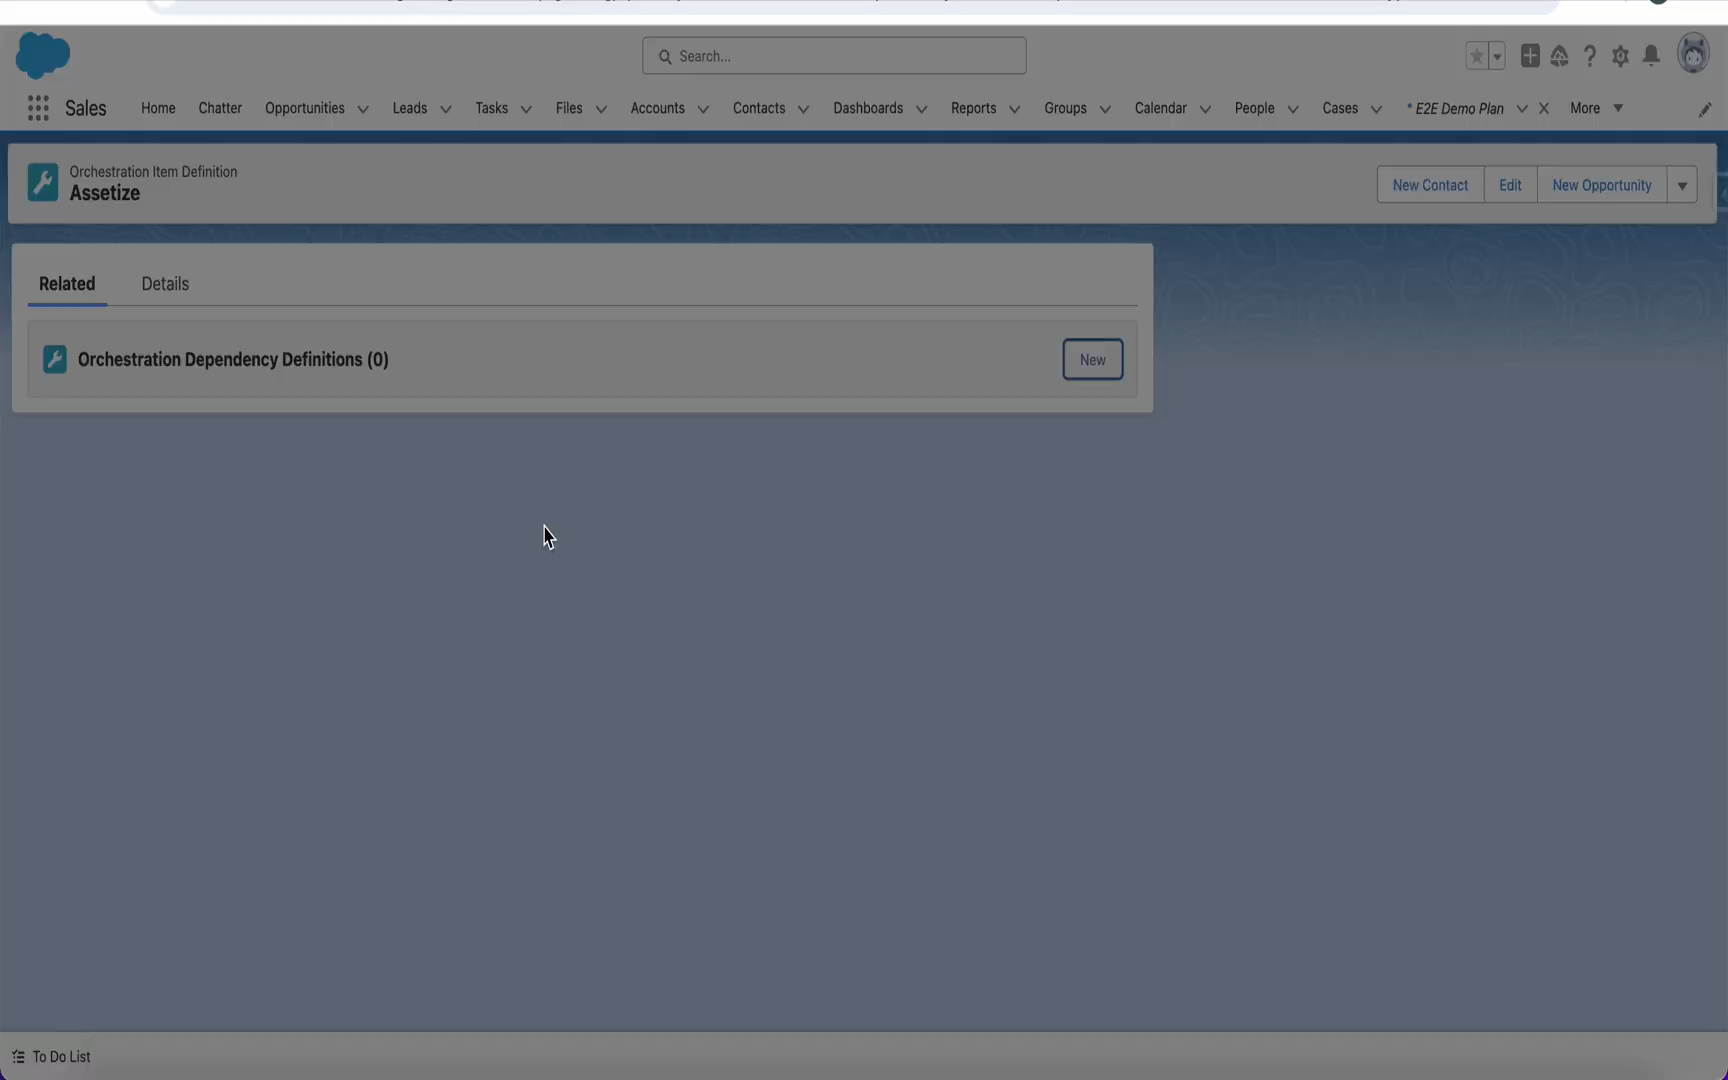 Search...
Sales
Home
Chatter
Opportunities
Leads
Tasks
Files
Accounts
Contacts
Dashboards
Reports
Groups
Calendar
People
Cases
* E2E Demo Plan
More
Orchestration Item Definition
Assetize
New Contact
Edit
New Opportunity
Related
Details
Orchestration Dependency Definitions (0)
New
To Do List